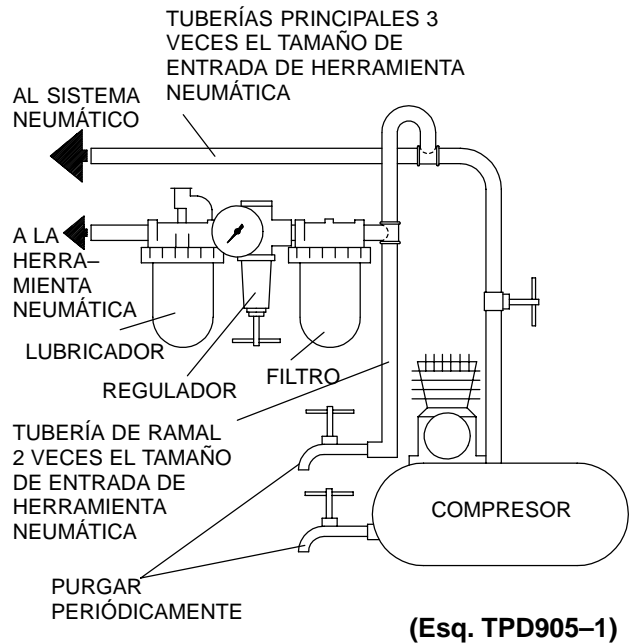 TUBERÍAS PRINCIPALES 3
VECES EL TAMAÑO DE
ENTRADA DE HERRAMIENTA
NEUMÁTICA
AL SISTEMA
NEUMÁTICO
A LA
HERRA–
MIENTA
NEUMÁTICA
LUBRICADOR
REGULADOR
FILTRO
TUBERÍA DE RAMAL
2 VECES EL TAMAÑO
DE ENTRADA DE
HERRAMIENTA
NEUMÁTICA
COMPRESOR
PURGAR
PERIÓDICAMENTE
(Esq. TPD905–1)